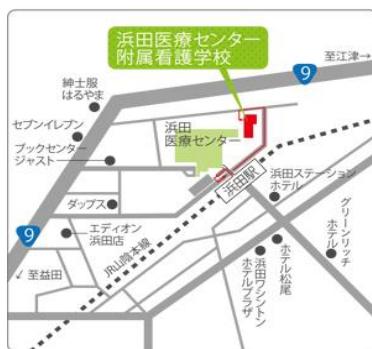 浜田医療センター
附属看護学校
至江津→
9
紳士服
はるやま
セブンイレブン
ブックセンター
ジャスト
浜田
医療センター
浜田駅
浜田ステーション
ホテル
ダップス
エディオン
浜田店
9
↙至益田
JR山陰本線
グリーンリッチ
ホテル
ホテル松尾
浜田ワシントン
ホテルプラザ